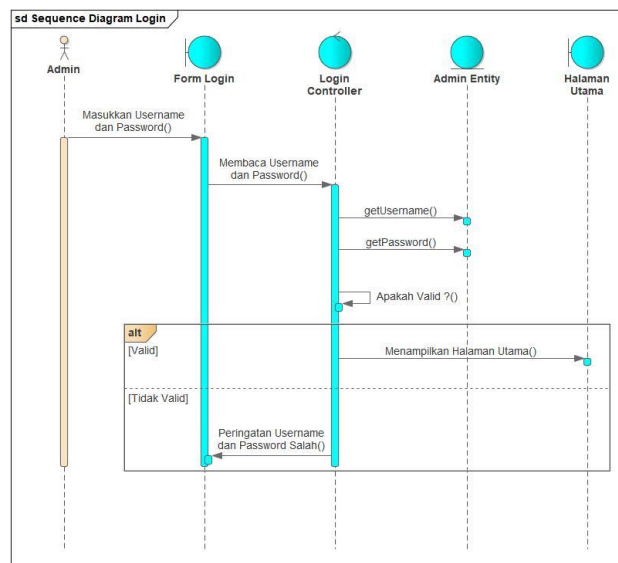 sd Sequence Diagram Login
Admin
Form Login
Login
Controller
Admin Entity
Halaman
Utama
Masukkan Username
dan Password()
Membaca Username
dan Password()
getUsername()
getPassword()
Apakah Valid ?()
alt
[Valid]
Menampilkan Halaman Utama()
[Tidak Valid]
Peringatan Username
dan Password Salah()